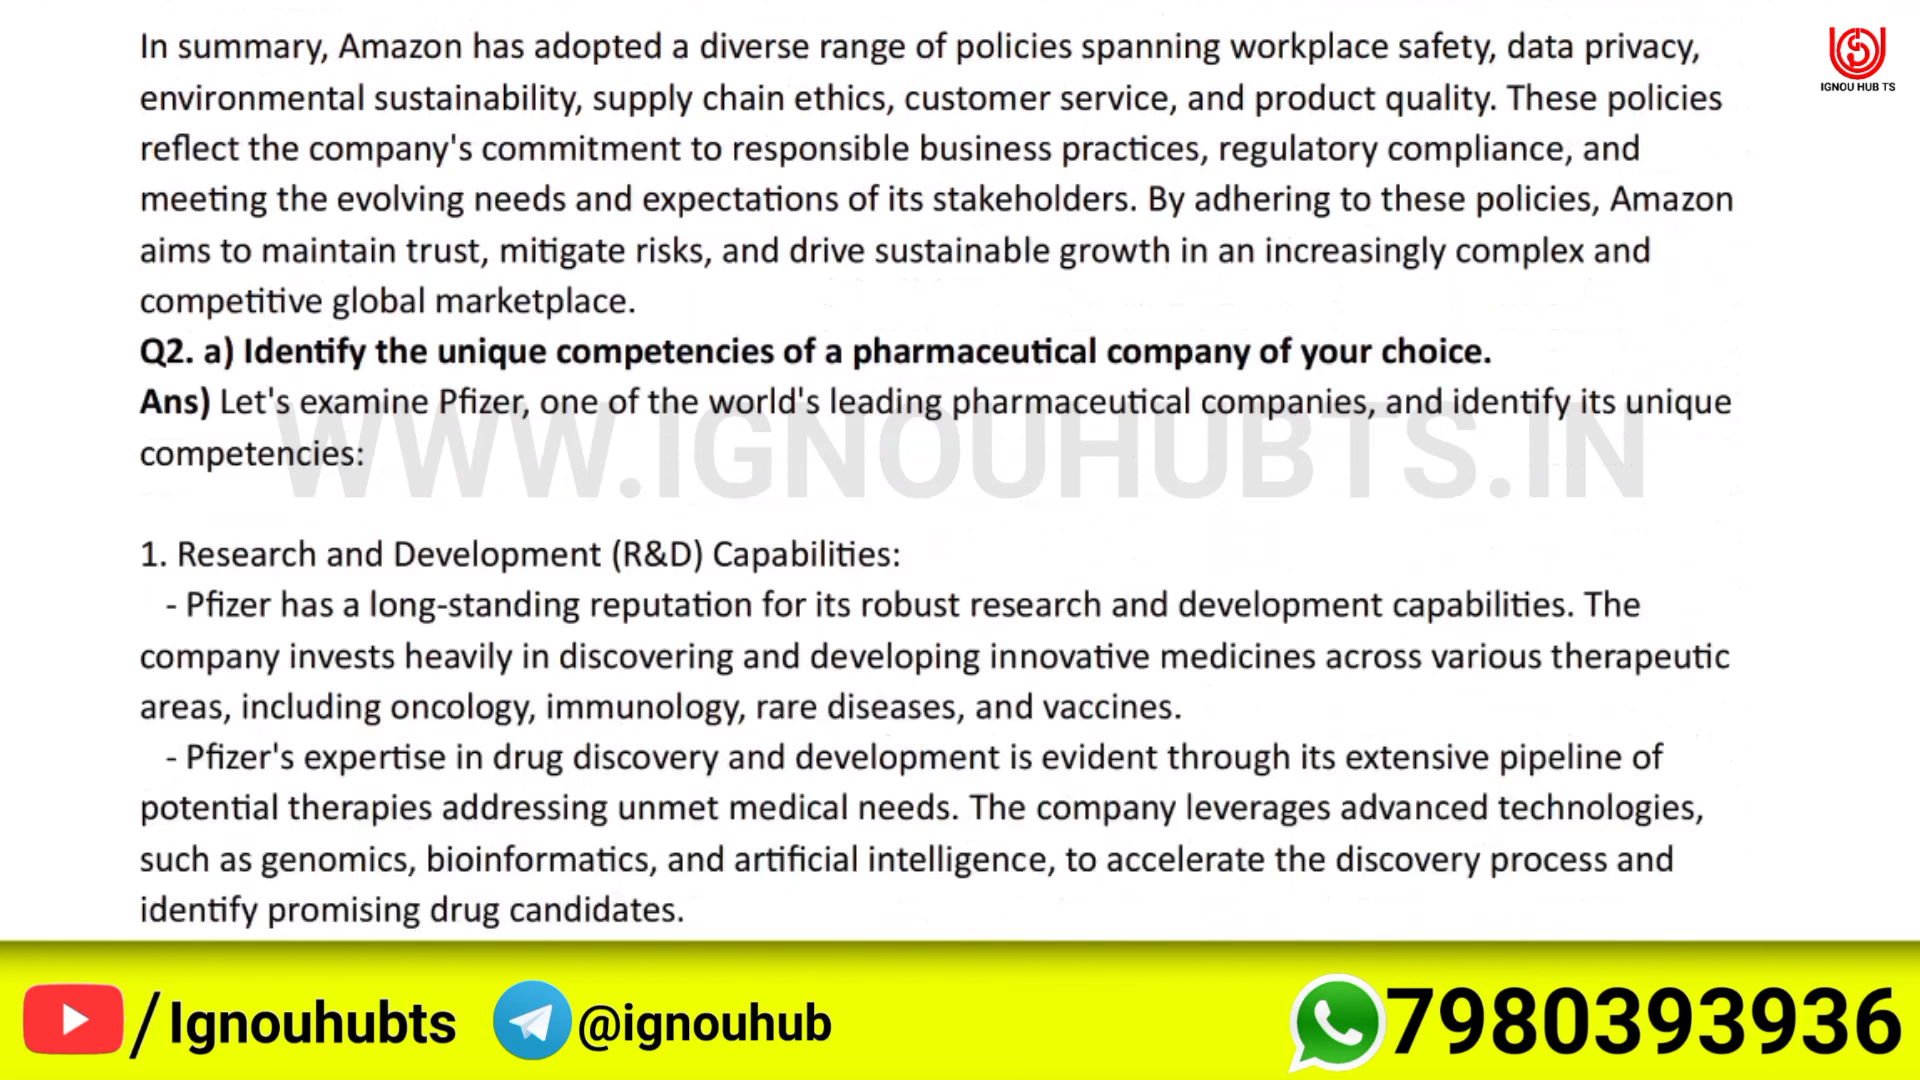 In summary, Amazon has adopted a diverse range of policies spanning workplace safety, data privacy,
environmental sustainability, supply chain ethics, customer service, and product quality. These policies
reflect the company's commitment to responsible business practices, regulatory compliance, and
meeting the evolving needs and expectations of its stakeholders. By adhering to these policies, Amazon
aims to maintain trust, mitigate risks, and drive sustainable growth in an increasingly complex and
competitive global marketplace.
IGNOU HUB TS
Q2. a) Identify the unique competencies of a pharmaceutical company of your choice.
Ans) Let's examine Pfizer, one of the world's leading pharmaceutical companies, and identify its unique
competencies:
WWW.IGNOUHUBTS.IN
1. Research and Development (R&D) Capabilities:
- Pfizer has a long-standing reputation for its robust research and development capabilities. The
company invests heavily in discovering and developing innovative medicines across various therapeutic
areas, including oncology, immunology, rare diseases, and vaccines.
- Pfizer's expertise in drug discovery and development is evident through its extensive pipeline of
potential therapies addressing unmet medical needs. The company leverages advanced technologies,
such as genomics, bioinformatics, and artificial intelligence, to accelerate the discovery process and
identify promising drug candidates.
/Ignouhubts @ignouhub 7980393936